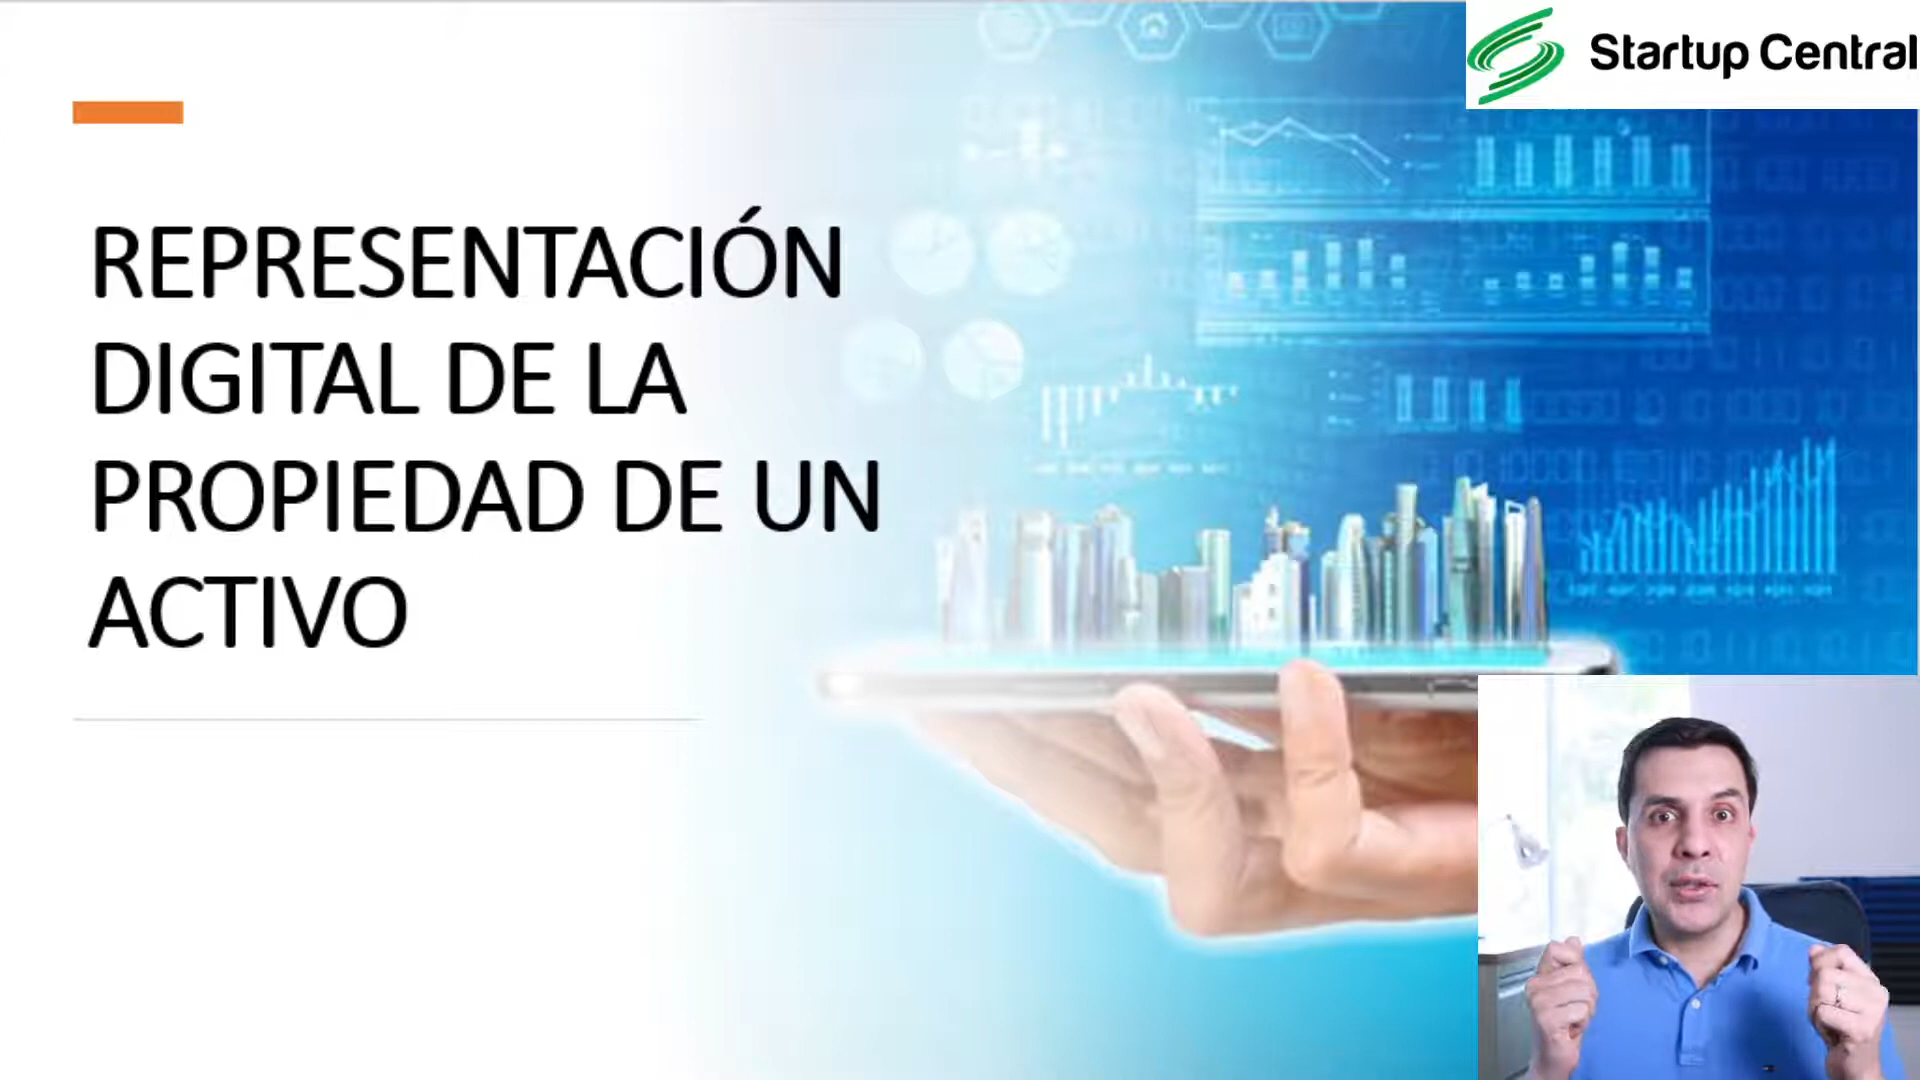 Startup Central
REPRESENTACIÓN
DIGITAL DE LA
PROPIEDAD DE UN
ACTIVO